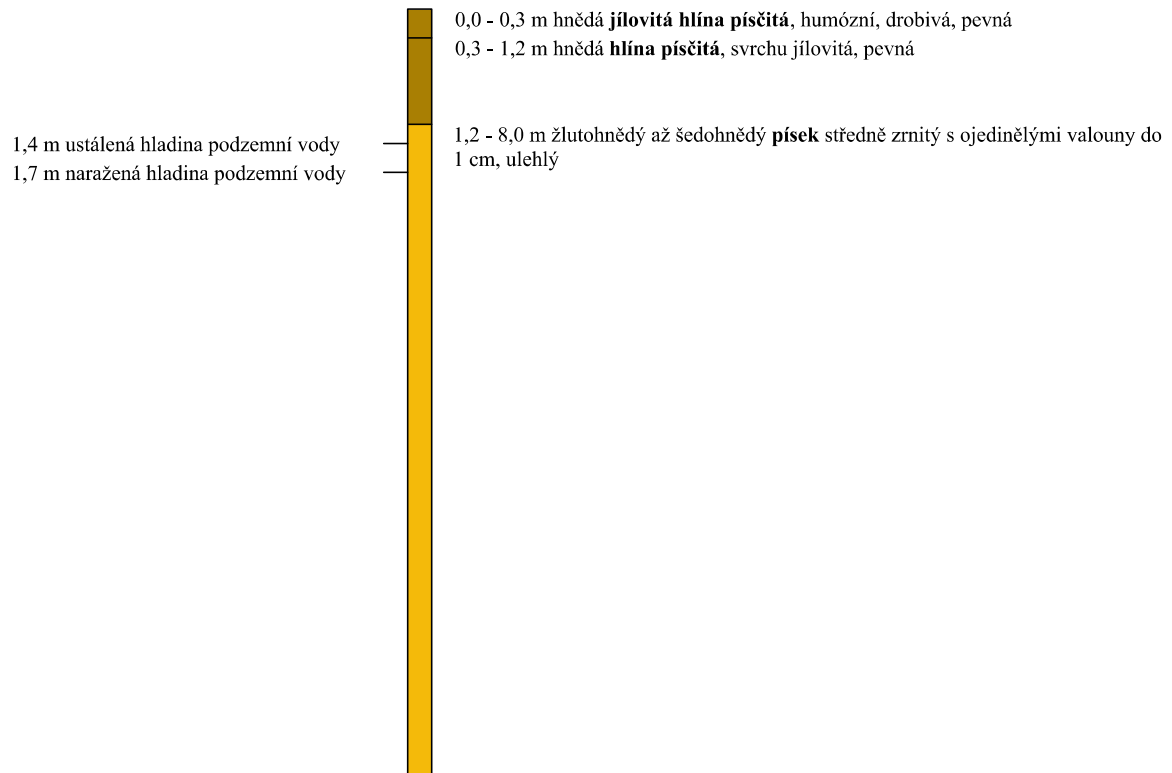 0,0 - 0,3 m hnědá jílovitá hlína písčitá, humózní, drobivá, pevná
0,3 - 1,2 m hnědá hlína písčitá, svrchu jílovitá, pevná
1,4 m ustálená hladina podzemní vody
1,7 m naražená hladina podzemní vody
1,2 - 8,0 m žlutohnědý až šedohnědý písek středně zrnitý s ojedinělými valouny do
1 cm, ulehlý